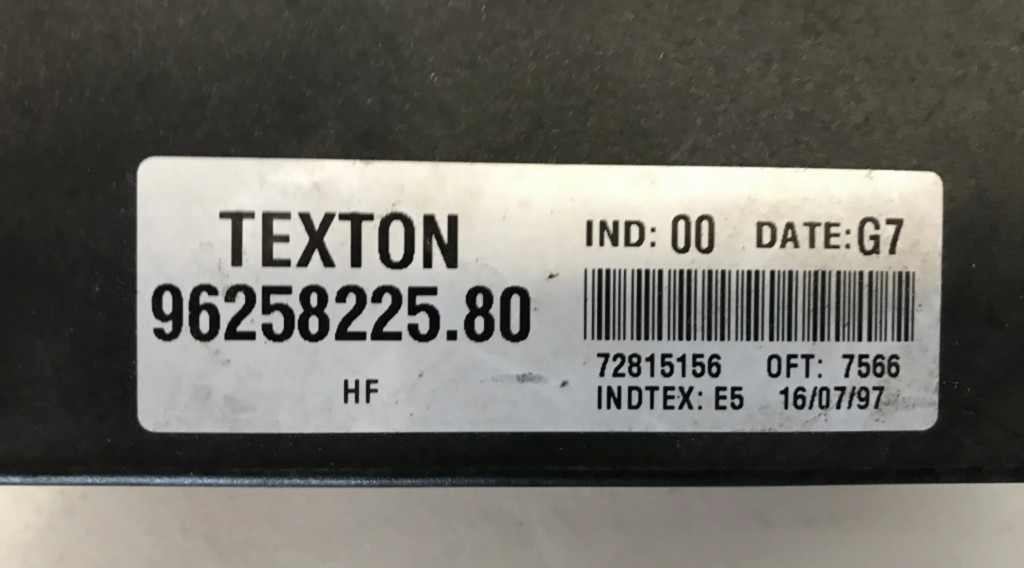 TEXTON
96258225.80
HF
IND: 00 DATE: G7
72815156 OFT: 7566
INDTEX: E5 16/07/97